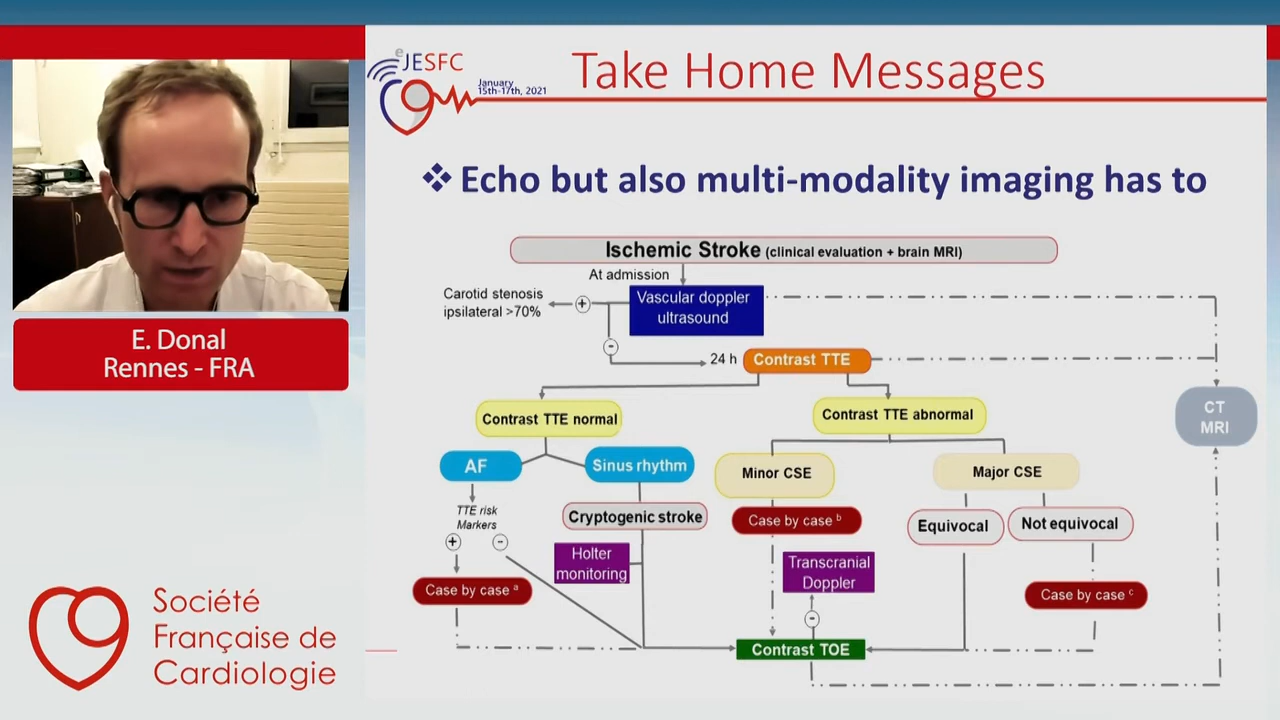 eJESFC
January
15th-17th, 2021
Take Home Messages
❖ Echo but also multi-modality imaging has to
Ischemic Stroke (clinical evaluation + brain MRI)
At admission
Carotid stenosis
ipsilateral >70%
+
Vascular doppler
ultrasound
-
24 h
Contrast TTE
CT
MRI
Contrast TTE normal
Contrast TTE abnormal
AF
Sinus rhythm
Minor CSE
Major CSE
TTE risk
Markers
Cryptogenic stroke
Case by case b
Equivocal
Not equivocal
+
-
Holter
monitoring
Transcranial
Doppler
Case by case a
Case by case c
-
Contrast TOE
E. Donal
Rennes - FRA
Société
Française de
Cardiologie